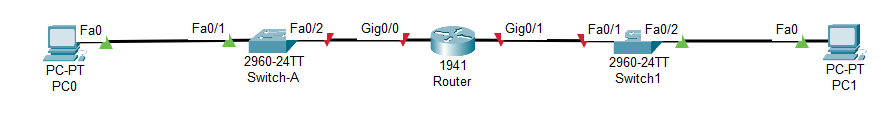 Fa0
Fa0/1
Fa0/2
Gig0/0
Gig0/1
Fa0/1
Fa0/2
Fa0
PC-PT
PC0
2960-24TT
Switch-A
1941
Router
2960-24TT
Switch1
PC-PT
PC1